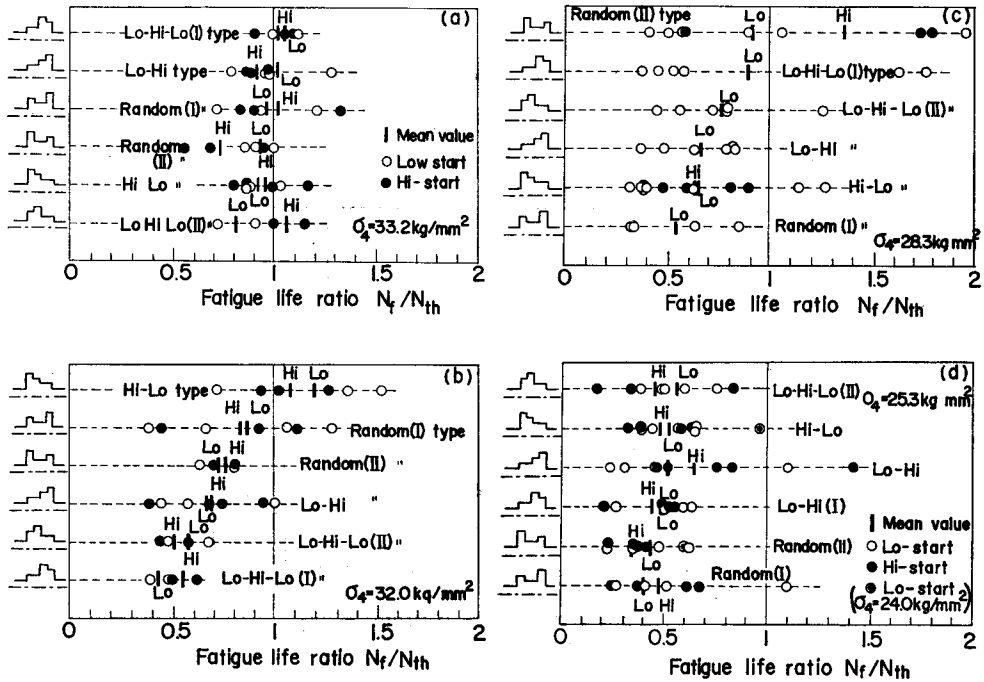 (a)
Hi
Lo-Hi-Lo(I) type
Lo
Hi
Lo-Hi type
Lo
Random(I) "
Hi
Hi
Lo
Random
(II) "
Hi
Hi Lo "
Lo
Lo Hi Lo(II) "
Lo
Hi
Mean value
Low start
Hi-start
σ4=33.2kg/mm2
0 0.5 1 1.5 2
Fatigue life ratio Nf/Nth
(b)
Hi-Lo type
Hi Lo
Hi
Lo
Random(I) type
Lo Hi
Random(II) "
Hi
Lo-Hi "
Lo
Hi
Lo
Lo-Hi-Lo(II) "
Hi
Lo-Hi-Lo(I) "
Lo
σ4=32.0kg/mm2
0 0.5 1 1.5 2
Fatigue life ratio Nf/Nth
(c)
Random(II) type
Lo
Hi
Lo
Lo-Hi-Lo(I) type
Lo
Lo-Hi-Lo(II) "
Lo
Lo-Hi "
Hi
Hi-Lo "
Lo
Lo
Random(I) "
σ4=28.3kg mm2
0 0.5 1 1.5 2
Fatigue life ratio Nf/Nth
(d)
Hi Lo
Lo-Hi-Lo(II)
σ4=25.3kg mm2
Hi Lo
Hi-Lo
Lo
Hi
Lo-Hi
Hi Lo
Lo-Hi(I)
Hi
Lo
Random(II)
Random(I)
Lo Hi
Mean value
Lo-start
Hi-start
Lo-start
(σ4=24.0kg/mm2)
0 0.5 1 1.5 2
Fatigue life ratio Nf/Nth